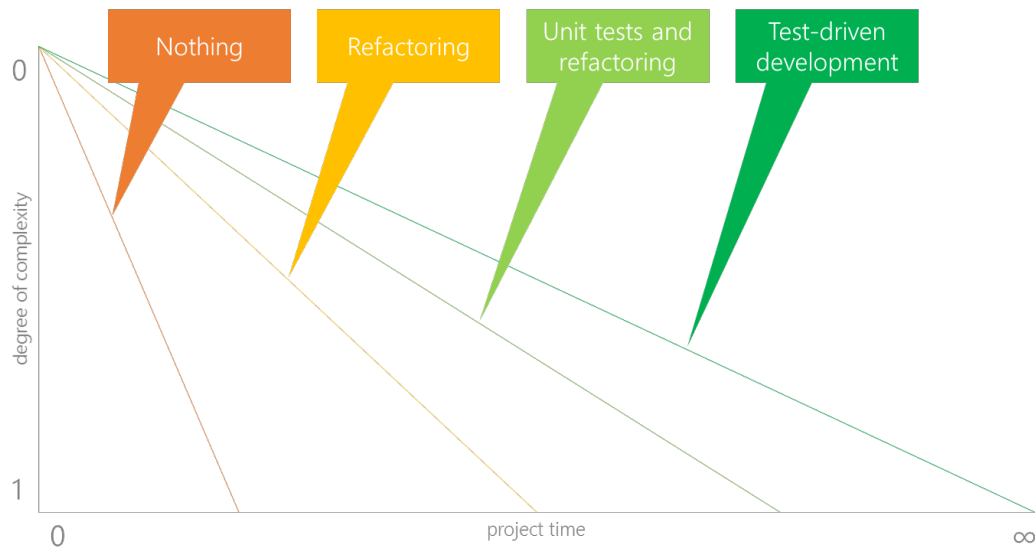 Nothing
Refactoring
Unit tests and
refactoring
Test-driven
development
0
degree of complexity
1
0
project time
∞